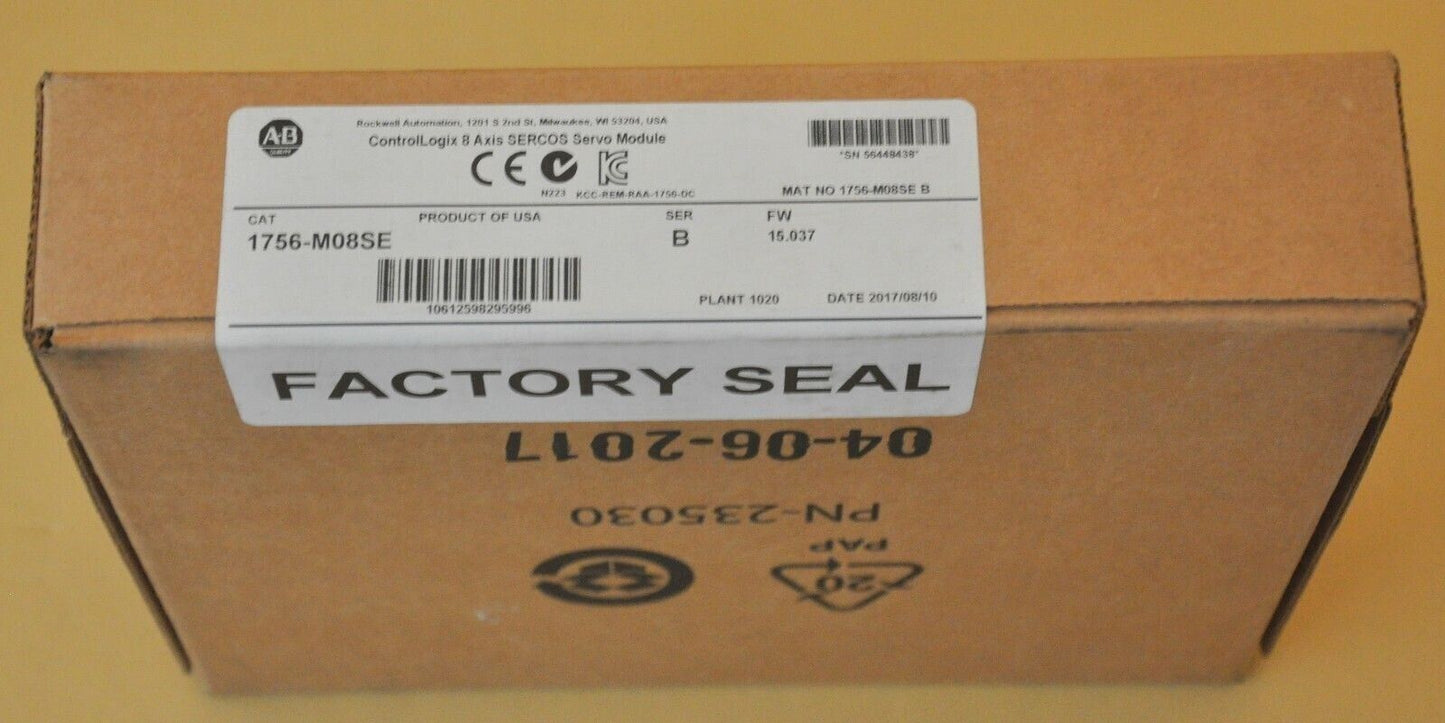 A-B
Rockwell Automation, 1201 S 2nd St, Milwaukee, WI 53204, USA
ControlLogix 8 Axis SERCOS Servo Module
CE
KC
N223 KCC-REM-RAA-1756-DC
*SN 56448438*
MAT NO 1756-M08SE B
CAT PRODUCT OF USA SER FW
1756-M08SE B 15.037
10612598295996
PLANT 1020 DATE 2017/08/10
FACTORY SEAL
04-06-2017
PN-235030
PAP
20